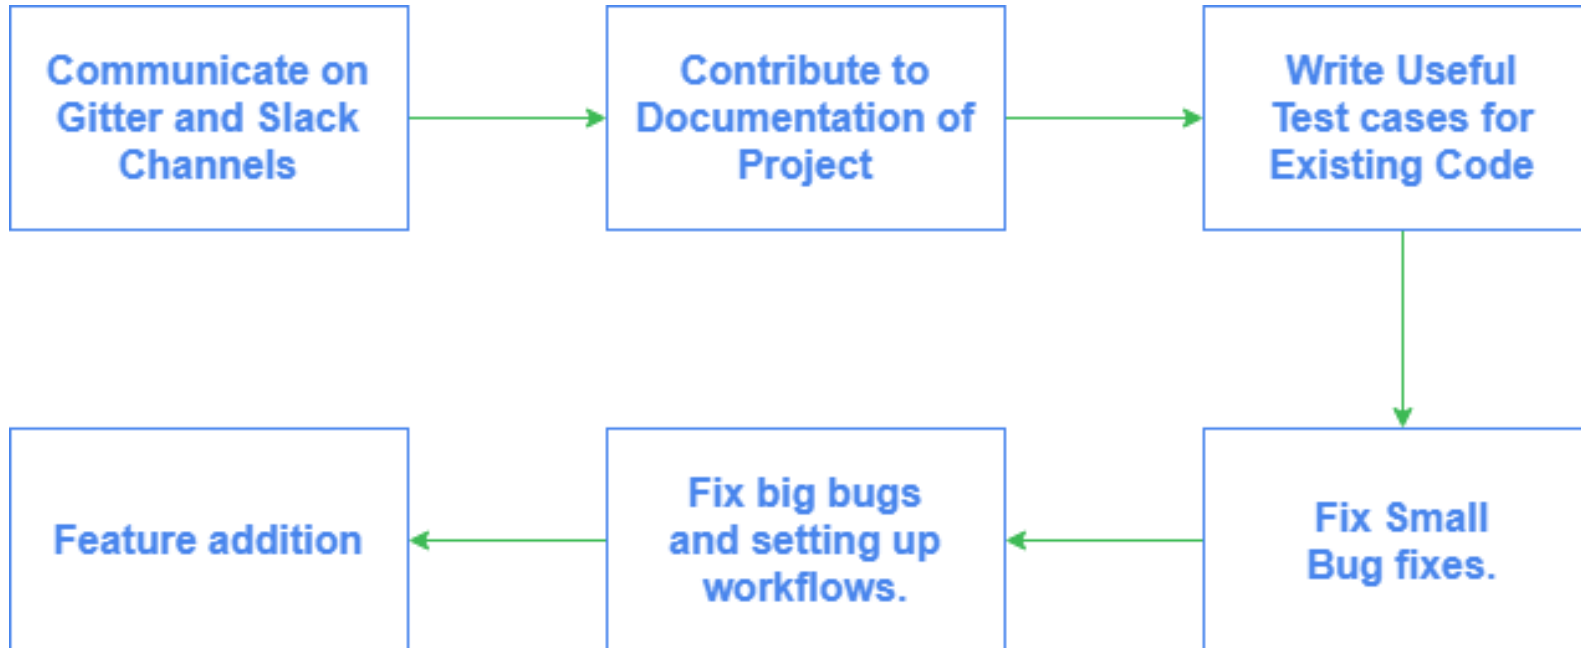 Communicate on
Gitter and Slack
Channels
Contribute to
Documentation of
Project
Write Useful
Test cases for
Existing Code
Fix Small
Bug fixes.
Fix big bugs
and setting up
workflows.
Feature addition